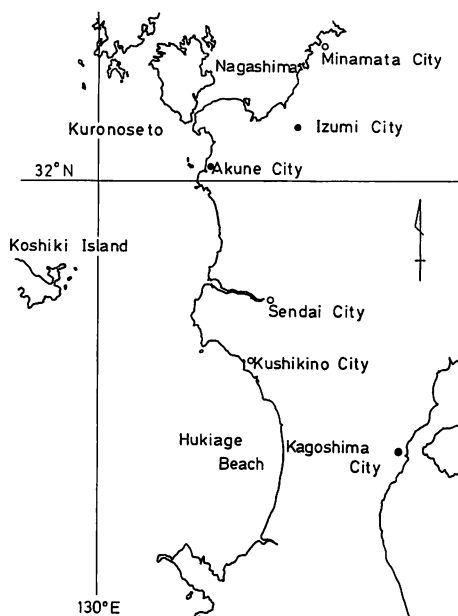 Nagashima
Minamata City
Kuronoseto
Izumi City
Akune City
32°N
Koshiki Island
Sendai City
Kushikino City
Hukiage
Beach
Kagoshima
City
130°E